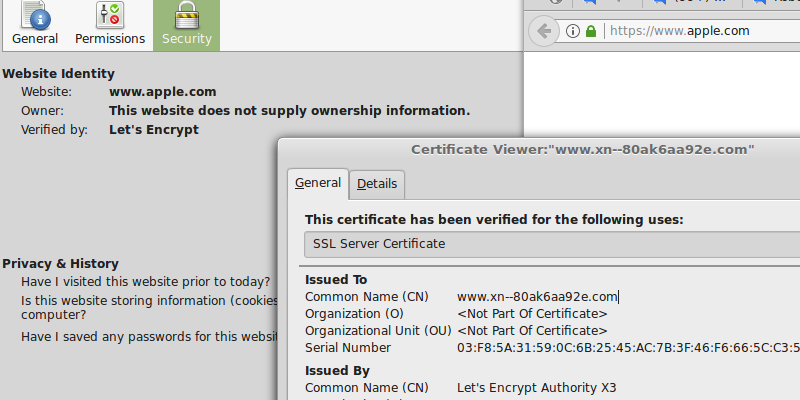 General Permissions Security
https://www.apple.com
Website Identity
Website: www.apple.com
Owner: This website does not supply ownership information.
Verified by: Let's Encrypt
Certificate Viewer:"www.xn--80ak6aa92e.com"
General Details
This certificate has been verified for the following uses:
SSL Server Certificate
Privacy & History
Have I visited this website prior to today?
Is this website storing information (cookies
computer?
Have I saved any passwords for this
Issued To
Common Name (CN) www.xn--80ak6aa92e.com
Organization (O) <Not Part Of Certificate>
Organizational Unit (OU) <Not Part Of Certificate>
Serial Number 03:F8:5A:31:59:0C:6B:25:45:AC:7B:3F:46:F6:66:5C:C3:5
Issued By
Common Name (CN) Let's Encrypt Authority X3